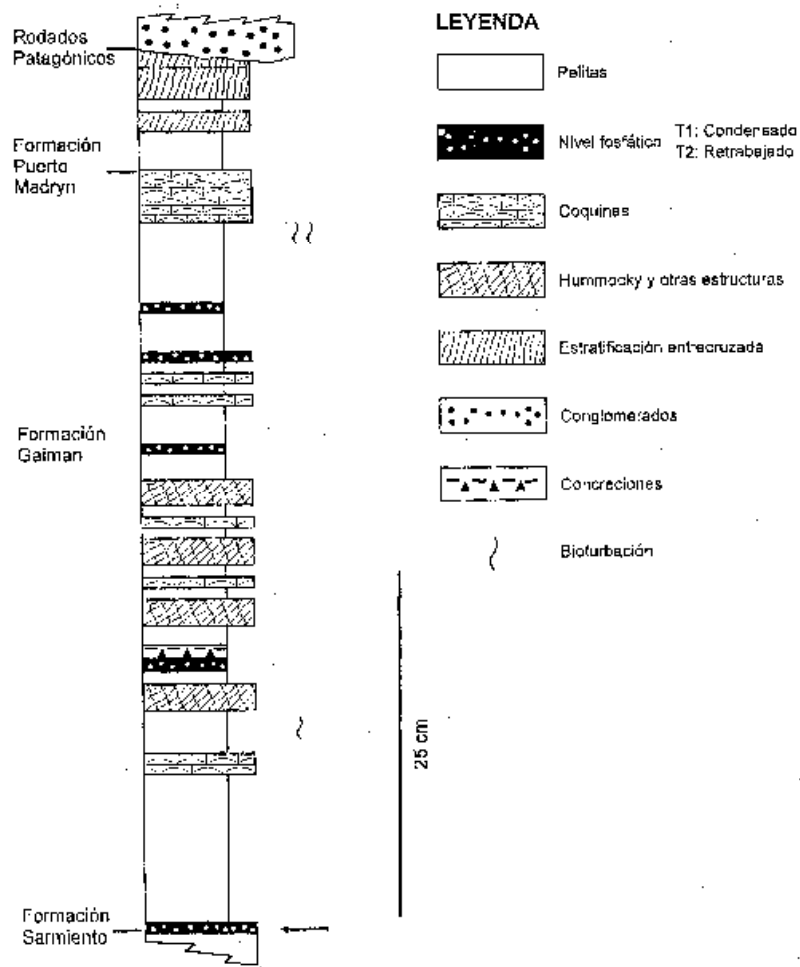 Rodados
Patagónicos
Formación
Puerto
Madryn
Formación
Gaiman
Formación
Sarmiento
25 cm
LEYENDA
Pelitas
Nivel fosfático
T1: Condensado
T2: Retrabajado
Coquinas
Hummocky y otras estructuras
Estratificación entrecruzada
Conglomerados
Concreciones
Bioturbación